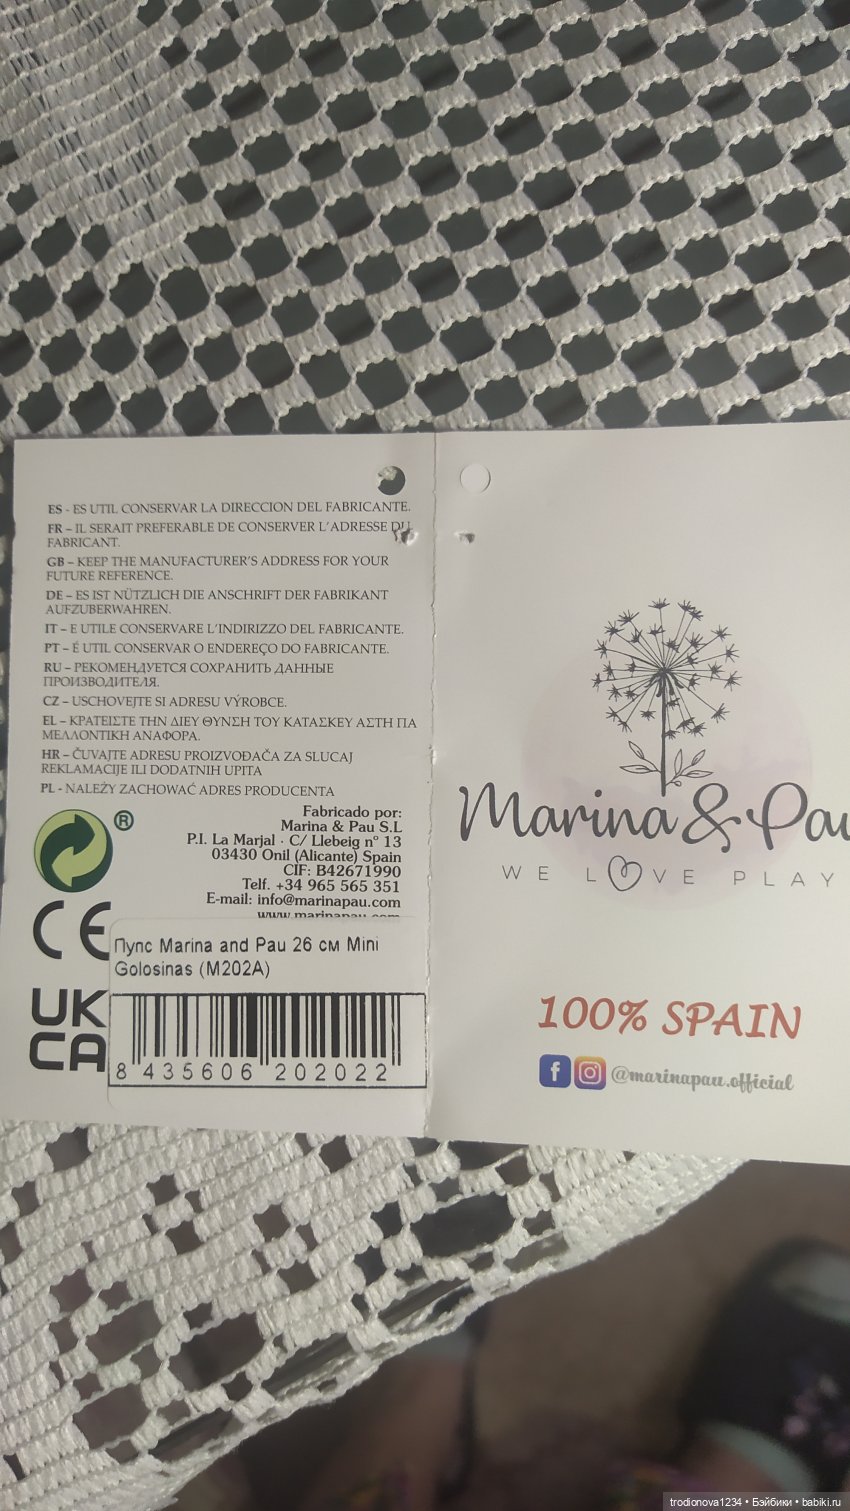 ES - ES UTIL CONSERVAR LA DIRECCION DEL FABRICANTE.
FR – IL SERAIT PREFERABLE DE CONSERVER L'ADRESSE DU
FABRICANT.
GB – KEEP THE MANUFACTURER'S ADDRESS FOR YOUR
FUTURE REFERENCE.
DE – ES IST NÜTZLICH DIE ANSCHRIFT DER FABRIKANT
AUFZUBERWAHREN.
IT – E UTILE CONSERVARE L'INDIRIZZO DEL FABRICANTE.
PT – É UTIL CONSERVAR O ENDEREÇO DO FABRICANTE.
RU – РЕКОМЕНДУЕТСЯ СОХРАНИТЬ ДАННЫЕ
ПРОИЗВОДИТЕЛЯ.
CZ – USCHOVEJTE SI ADRESU VÝROBCE.
EL – ΚΡΑΤΕΙΣΤΕ ΤΗΝ ΔΙΕΥ ΘΥΝΣΗ ΤΟΥ ΚΑΤΑΣΚΕΥ ΑΣΤΗ ΓΙΑ
ΜΕΛΛΟΝΤΙΚΗ ΑΝΑΦΟΡΑ.
HR – ČUVAJTE ADRESU PROIZVOĐAČA ZA SLUCAJ
REKLAMACIJE ILI DODATNIH UPITA
PL - NALEŻY ZACHOWAĆ ADRES PRODUCENTA
®
Fabricado por:
Marina & Pau S.L
P.I. La Marjal · C/ Llebeig nº 13
03430 Onil (Alicante) Spain
CIF: B42671990
Telf. +34 965 565 351
E-mail: info@marinapau.com
www.marinapau.com
CE
UK
CA
Пупс Marina and Pau 26 см Mini
Golosinas (M202A)
8 435606 202022
Marina & Pau
WE LOVE PLAY
100% SPAIN
@marinapau.official
trodionova1234 • Бэйбики • babiki.ru